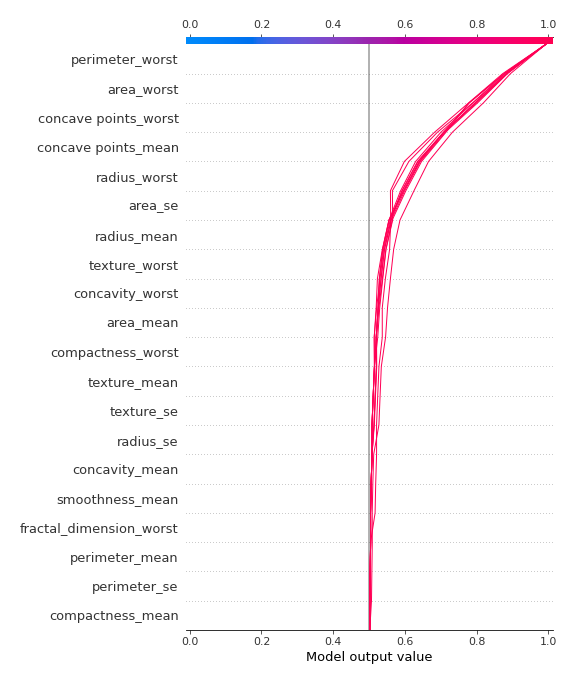 0.0 0.2 0.4 0.6 0.8 1.0
perimeter_worst
area_worst
concave points_worst
concave points_mean
radius_worst
area_se
radius_mean
texture_worst
concavity_worst
area_mean
compactness_worst
texture_mean
texture_se
radius_se
concavity_mean
smoothness_mean
fractal_dimension_worst
perimeter_mean
perimeter_se
compactness_mean
0.0 0.2 0.4 0.6 0.8 1.0
Model output value